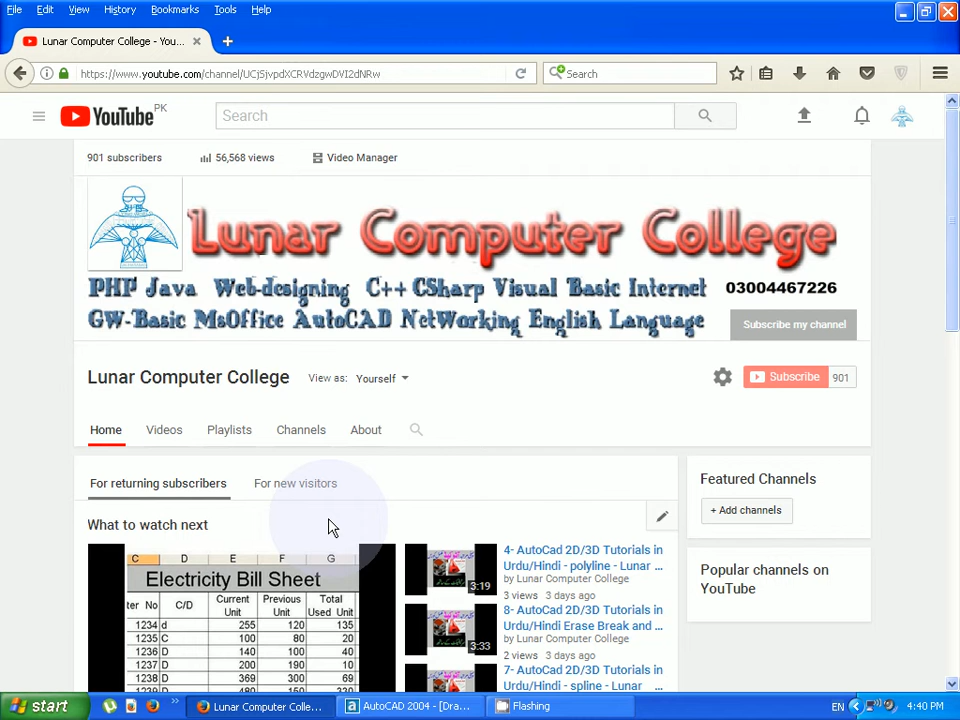 File Edit View History Bookmarks Tools Help
Lunar Computer College - You...
https://www.youtube.com/channel/UCjSjvpdXCRVdzgwDVI2dNRw
Search
YouTube PK
Search
901 subscribers 56,568 views Video Manager
Lunar Computer College
PHP Java Web-designing C++ CSharp Visual Basic Internet
03004467226
GW-Basic MsOffice AutoCAD NetWorking English Language
Subscribe my channel
Lunar Computer College View as: Yourself
Subscribe 901
Home Videos Playlists Channels About
For returning subscribers For new visitors
What to watch next
C D E F G
Electricity Bill Sheet
ter No C/D Current Unit Previous Unit Total Used Unit
1234 d 255 120 135
1235 C 100 80 20
1236 D 140 100 40
1237 D 200 190 10
1238 D 369 300 69
1239 D 480 150 330
4- AutoCad 2D/3D Tutorials in
Urdu/Hindi - polyline - Lunar ...
by Lunar Computer College
3 views 3 days ago
3:19
8- AutoCad 2D/3D Tutorials in
Urdu/Hindi Erase Break and ...
by Lunar Computer College
2 views 3 days ago
3:33
7- AutoCad 2D/3D Tutorials in
Urdu/Hindi - spline - Lunar ...
Featured Channels
+ Add channels
Popular channels on
YouTube
start
Lunar Computer Colle...
AutoCAD 2004 - [Dra...
Flashing
EN
4:40 PM